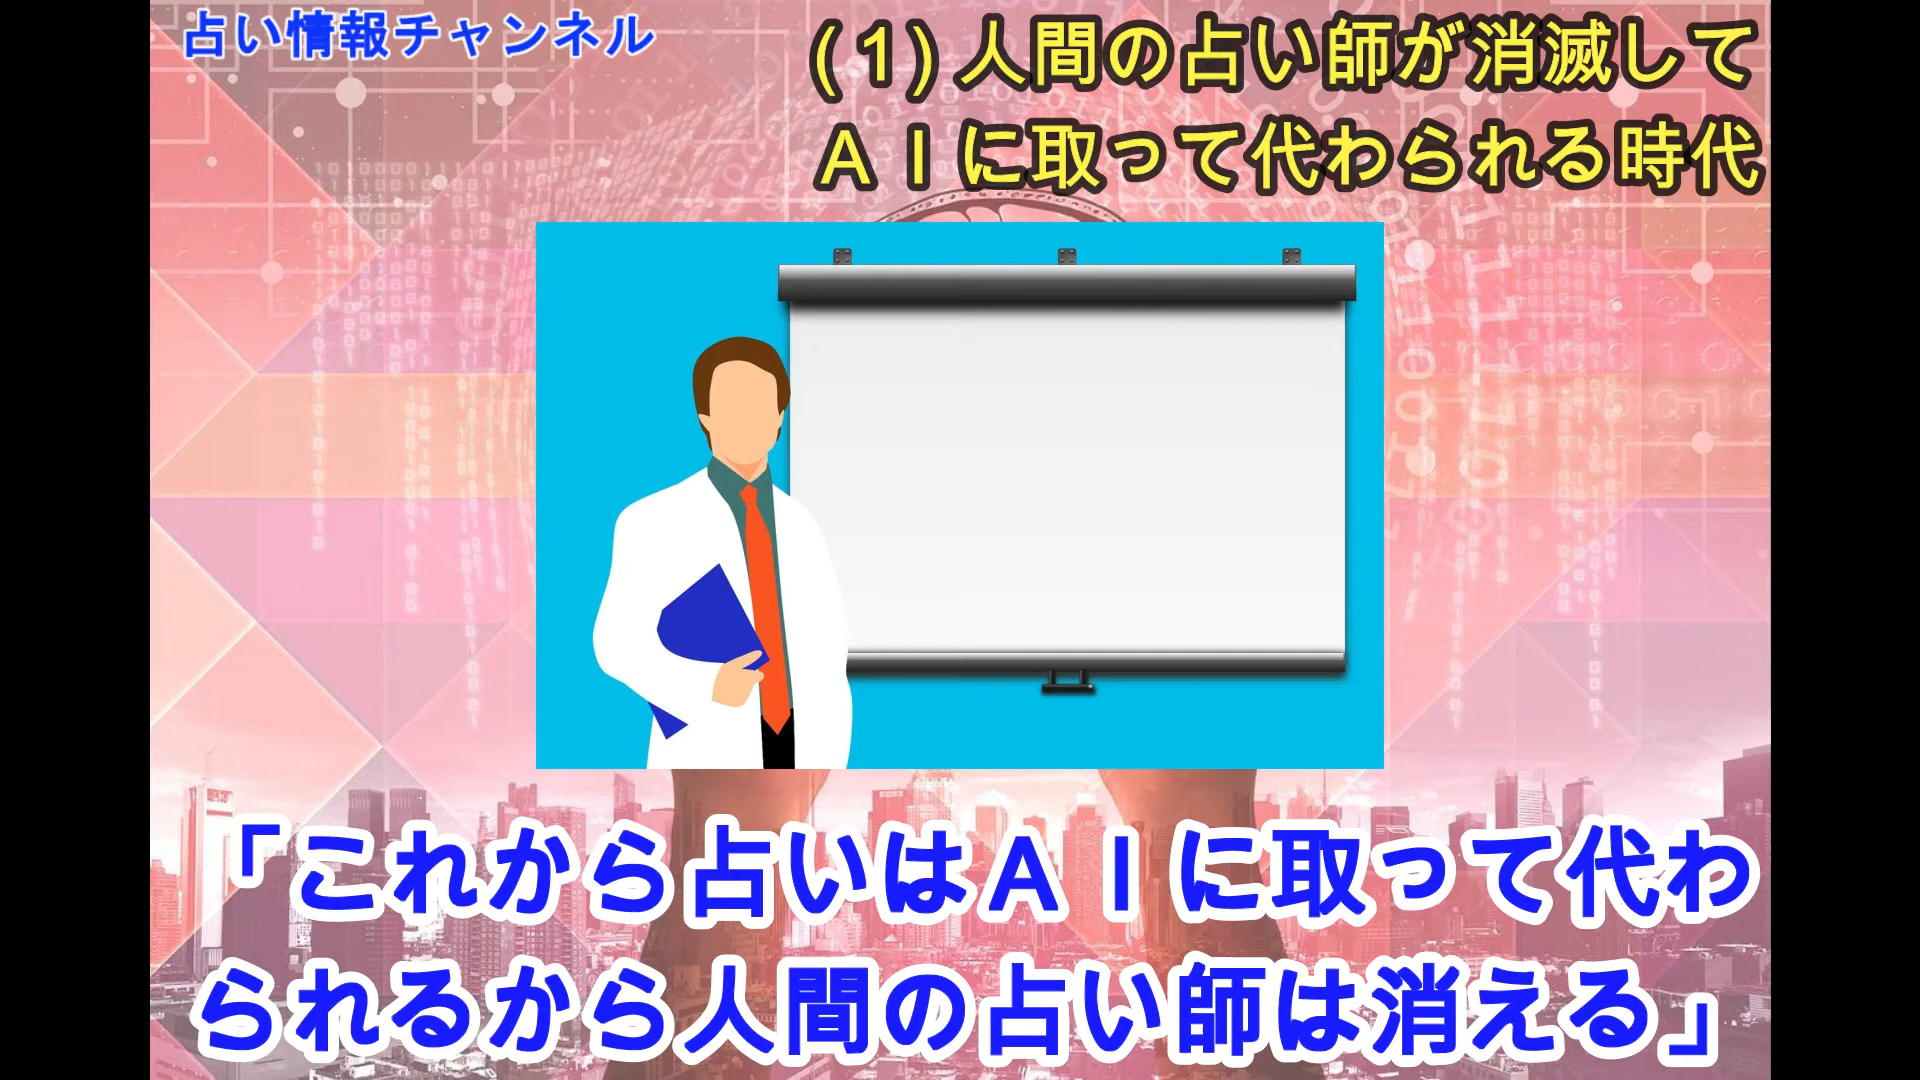 占い情報チャンネル
(1)人間の占い師が消滅して
ＡＩに取って代わられる時代
「これから占いはＡＩに取って代わ
られるから人間の占い師は消える」